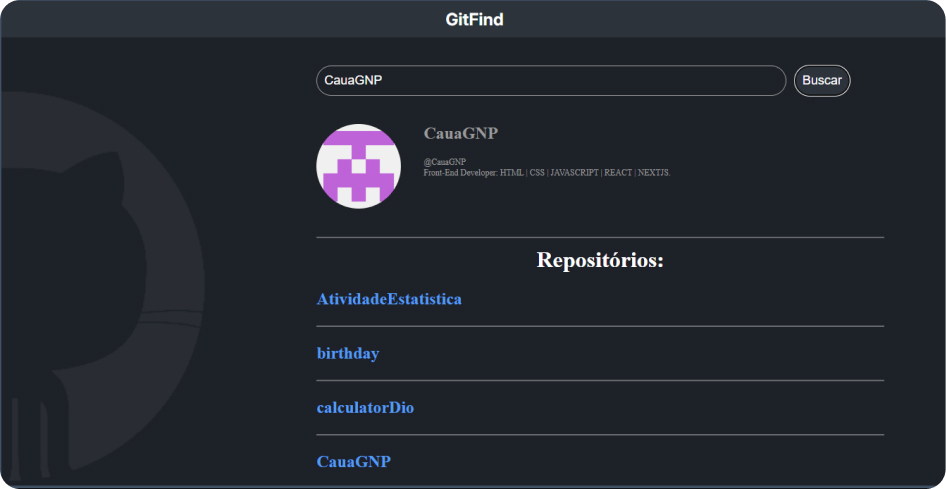 GitFind
CauaGNP
Buscar
CauaGNP
@CauaGNP
Front-End Developer: HTML | CSS | JAVASCRIPT | REACT | NEXTJS.
Repositórios:
AtividadeEstatistica
birthday
calculatorDio
CauaGNP